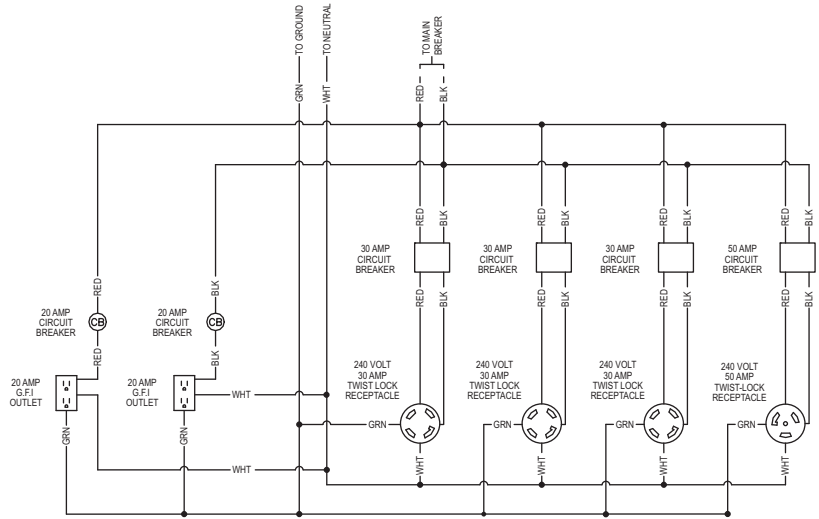 TO GROUND
TO NEUTRAL
TO MAIN
BREAKER
GRN
WHT
RED
BLK
RED
BLK
RED
BLK
RED
BLK
RED
BLK
30 AMP
CIRCUIT
BREAKER
30 AMP
CIRCUIT
BREAKER
30 AMP
CIRCUIT
BREAKER
50 AMP
CIRCUIT
BREAKER
RED
BLK
RED
BLK
RED
BLK
RED
BLK
RED
BLK
20 AMP
CIRCUIT
BREAKER
CB
20 AMP
CIRCUIT
BREAKER
CB
RED
BLK
20 AMP
G.F.I
OUTLET
20 AMP
G.F.I
OUTLET
240 VOLT
30 AMP
TWIST LOCK
RECEPTACLE
240 VOLT
30 AMP
TWIST LOCK
RECEPTACLE
240 VOLT
30 AMP
TWIST LOCK
RECEPTACLE
240 VOLT
50 AMP
TWIST-LOCK
RECEPTACLE
WHT
GRN
GRN
GRN
GRN
GRN
GRN
WHT
WHT
WHT
WHT
WHT